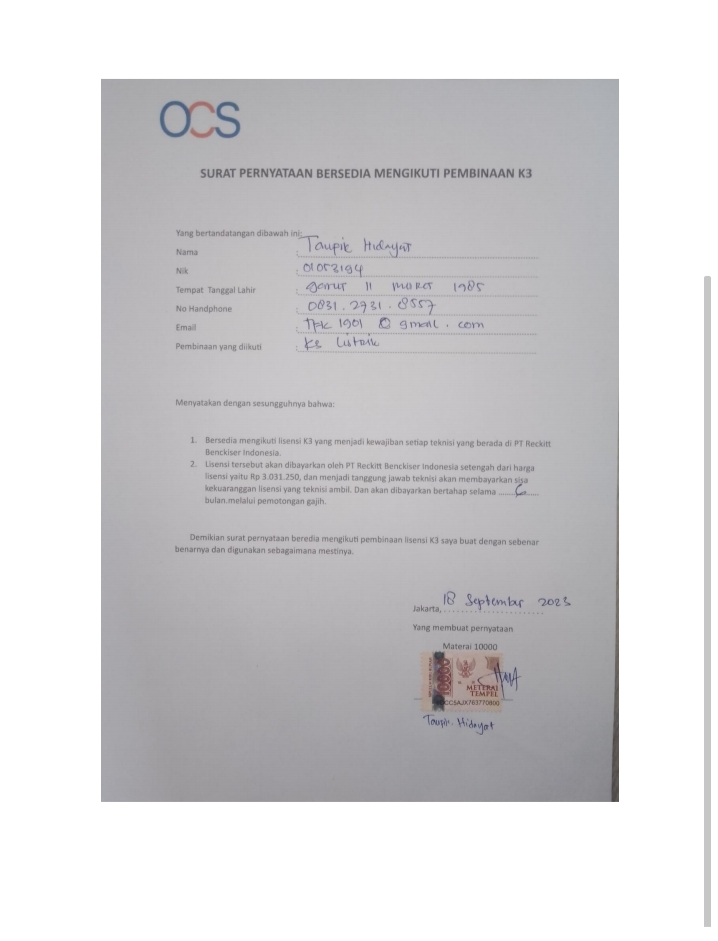 OCS
SURAT PERNYATAAN BERSEDIA MENGIKUTI PEMBINAAN K3
Yang bertandatangan dibawah ini:
Nama : Taupik Hidayat
Nik : 01053194
Tempat Tanggal Lahir : Garut 11 Maret 1985
No Handphone : 0831.2931.8557
Email : @gmail.com
Pembinaan yang diikuti : K3 Listrik
Menyatakan dengan sesungguhnya bahwa:
1. Bersedia mengikuti lisensi K3 yang menjadi kewajiban setiap teknisi yang berada di PT Reckitt
Benckiser Indonesia.
2. Lisensi tersebut akan dibayarkan oleh PT Reckitt Benckiser Indonesia setengah dari harga
lisensi yaitu Rp 3.031.250, dan menjadi tanggung jawab teknisi akan membayarkan sisa
kekuaranggan lisensi yang teknisi ambil. Dan akan dibayarkan bertahap selama ......6......
bulan.melalui pemotongan gajih.
Demikian surat pernyataan beredia mengikuti pembinaan lisensi K3 saya buat dengan sebenar
benarnya dan digunakan sebagaimana mestinya.
Jakarta, 18 September 2023
Yang membuat pernyataan
Materai 10000
10000
METERAI
TEMPEL
CC5AJX763770800
Taupik Hidayat